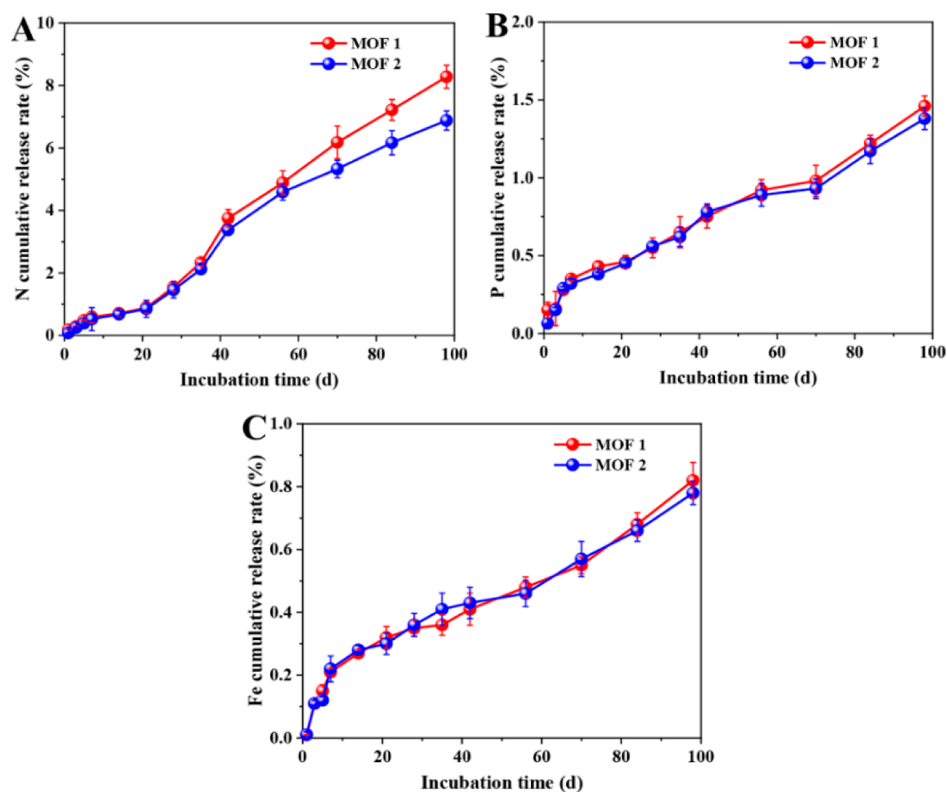 A
N cumulative release rate (%)
10
8
6
4
2
0
MOF 1
MOF 2
0 20 40 60 80 100
Incubation time (d)
B
P cumulative release rate (%)
2.0
1.5
1.0
0.5
0.0
MOF 1
MOF 2
0 20 40 60 80 100
Incubation time (d)
C
Fe cumulative release rate (%)
1.0
0.8
0.6
0.4
0.2
0.0
MOF 1
MOF 2
0 20 40 60 80 100
Incubation time (d)